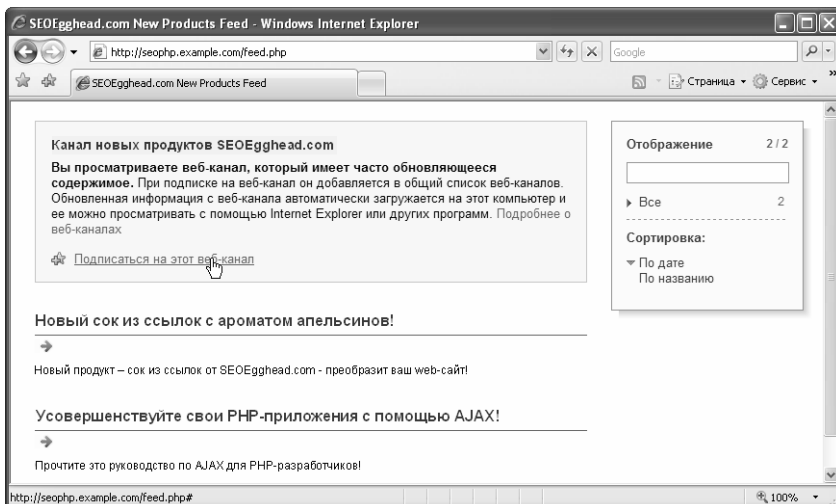 SEOEgghead.com New Products Feed - Windows Internet Explorer
http://seophp.example.com/feed.php
Google
SEOEgghead.com New Products Feed
Страница
Сервис
»
Канал новых продуктов SEOEgghead.com
Вы просматриваете веб-канал, который имеет часто обновляющееся
содержимое. При подписке на веб-канал он добавляется в общий список веб-каналов.
Обновленная информация с веб-канала автоматически загружается на этот компьютер и
ее можно просматривать с помощью Internet Explorer или других программ. Подробнее о
веб-каналах
Подписаться на этот веб-канал
Отображение 2 / 2
Все 2
Сортировка:
По дате
По названию
Новый сок из ссылок с ароматом апельсинов!
Новый продукт – сок из ссылок от SEOEgghead.com - преобразит ваш web-сайт!
Усовершенствуйте свои PHP-приложения с помощью AJAX!
Прочтите это руководство по AJAX для PHP-разработчиков!
http://seophp.example.com/feed.php#
100%